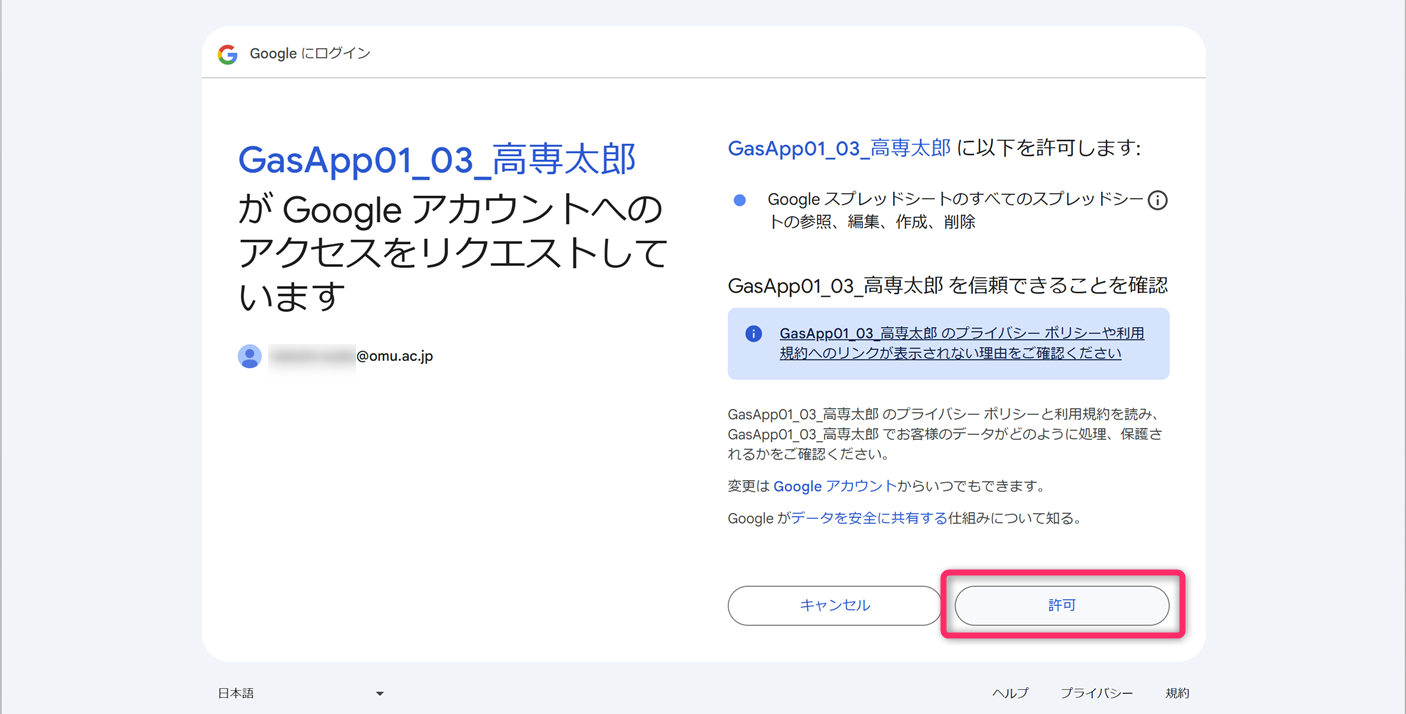 Google にログイン
GasApp01_03_高専太郎
が Google アカウントへの
アクセスをリクエストして
います
@omu.ac.jp
GasApp01_03_高専太郎 に以下を許可します:
Google スプレッドシートのすべてのスプレッドシー
トの参照、編集、作成、削除
GasApp01_03_高専太郎 を信頼できることを確認
GasApp01_03_高専太郎 のプライバシー ポリシーや利用
規約へのリンクが表示されない理由をご確認ください
GasApp01_03_高専太郎 のプライバシー ポリシーと利用規約を読み、
GasApp01_03_高専太郎 でお客様のデータがどのように処理、保護さ
れるかをご確認ください。
変更は Google アカウントからいつでもできます。
Google がデータを安全に共有する仕組みについて知る。
キャンセル
許可
日本語
ヘルプ
プライバシー
規約